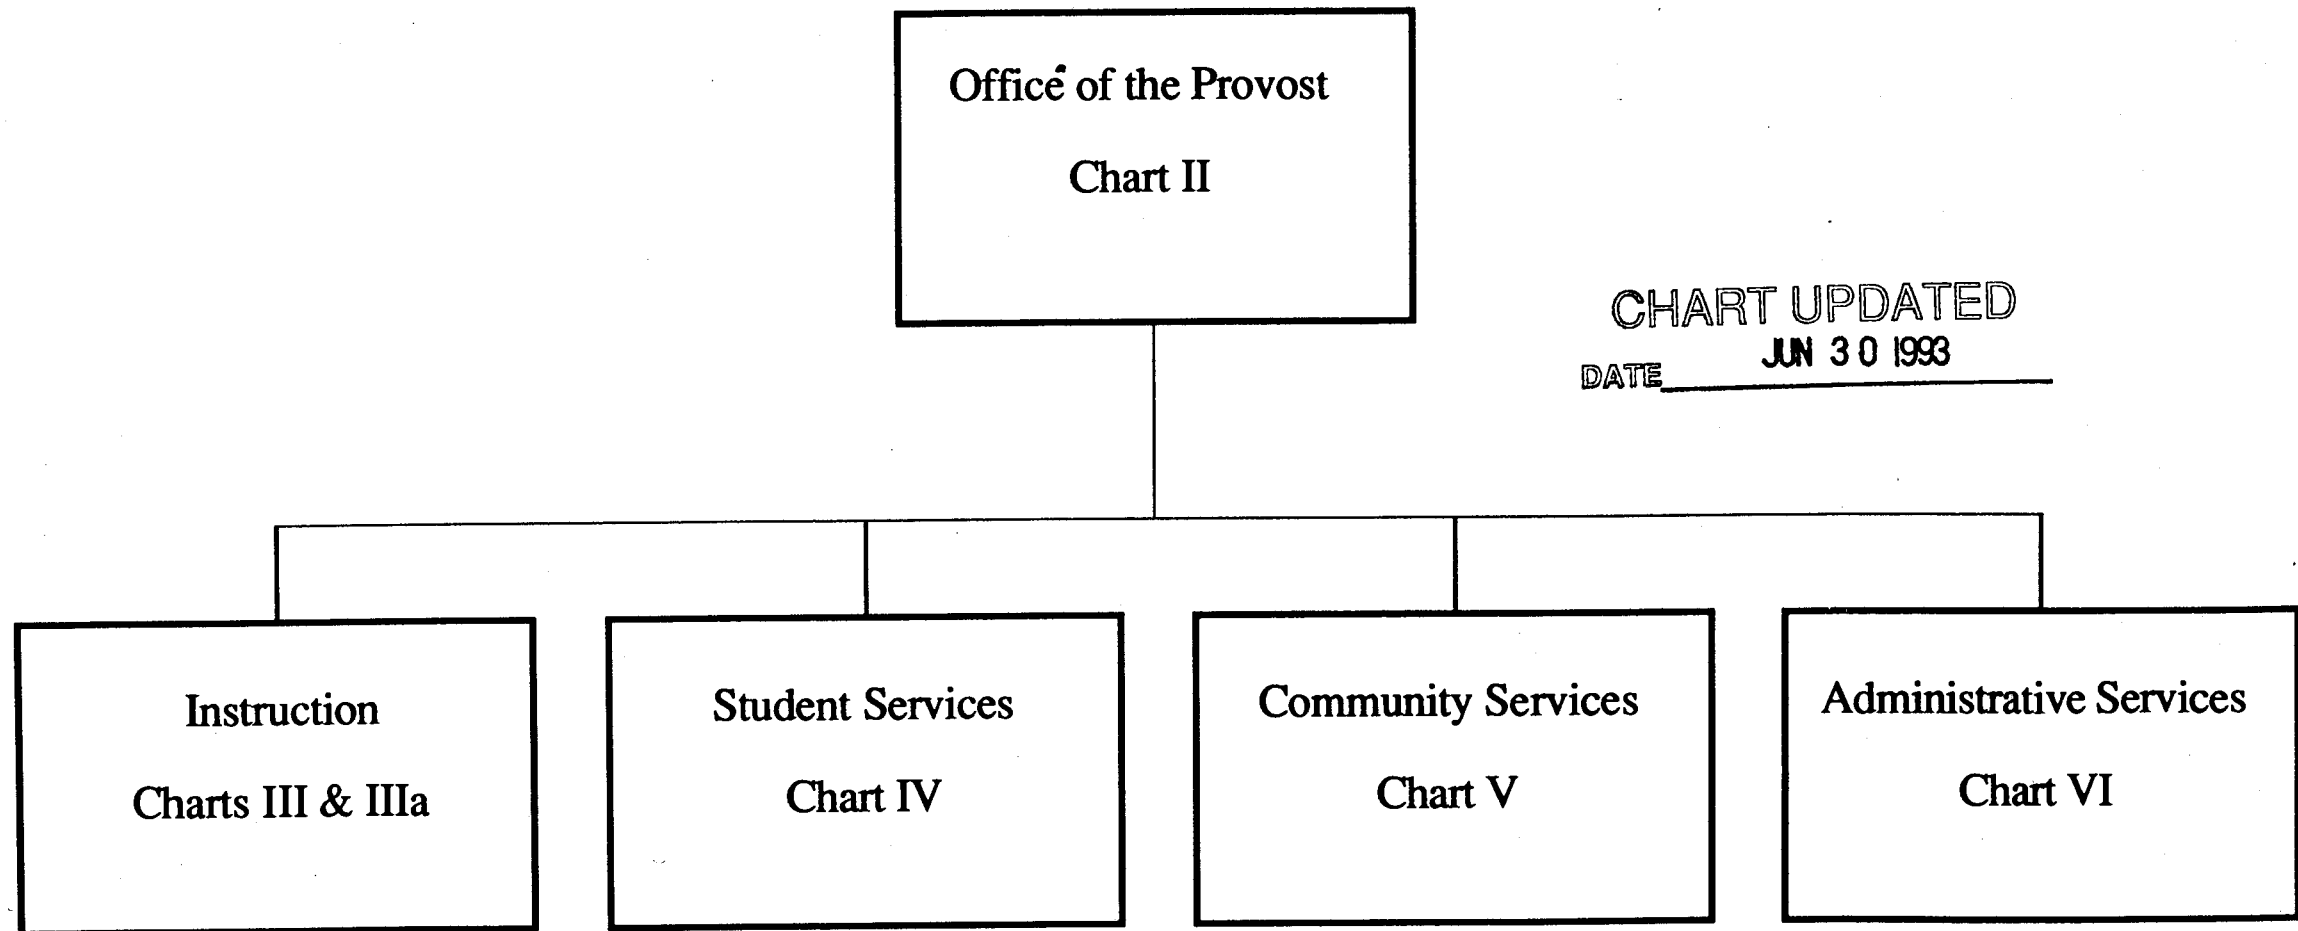 Office of the Provost
Chart II
CHART UPDATED
JUN 30 1993
DATE
Instruction
Charts III & IIIa
Student Services
Chart IV
Community Services
Chart V
Administrative Services
Chart VI